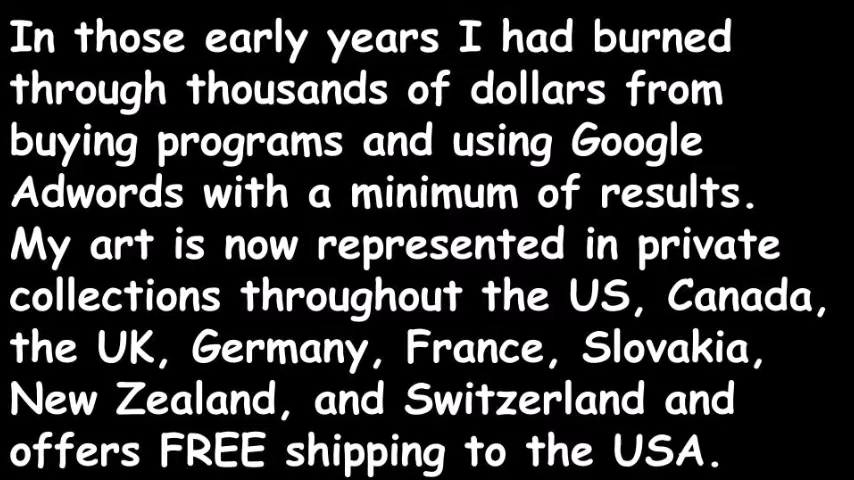 In those early years I had burned
through thousands of dollars from
buying programs and using Google
Adwords with a minimum of results.
My art is now represented in private
collections throughout the US, Canada,
the UK, Germany, France, Slovakia,
New Zealand, and Switzerland and
offers FREE shipping to the USA.